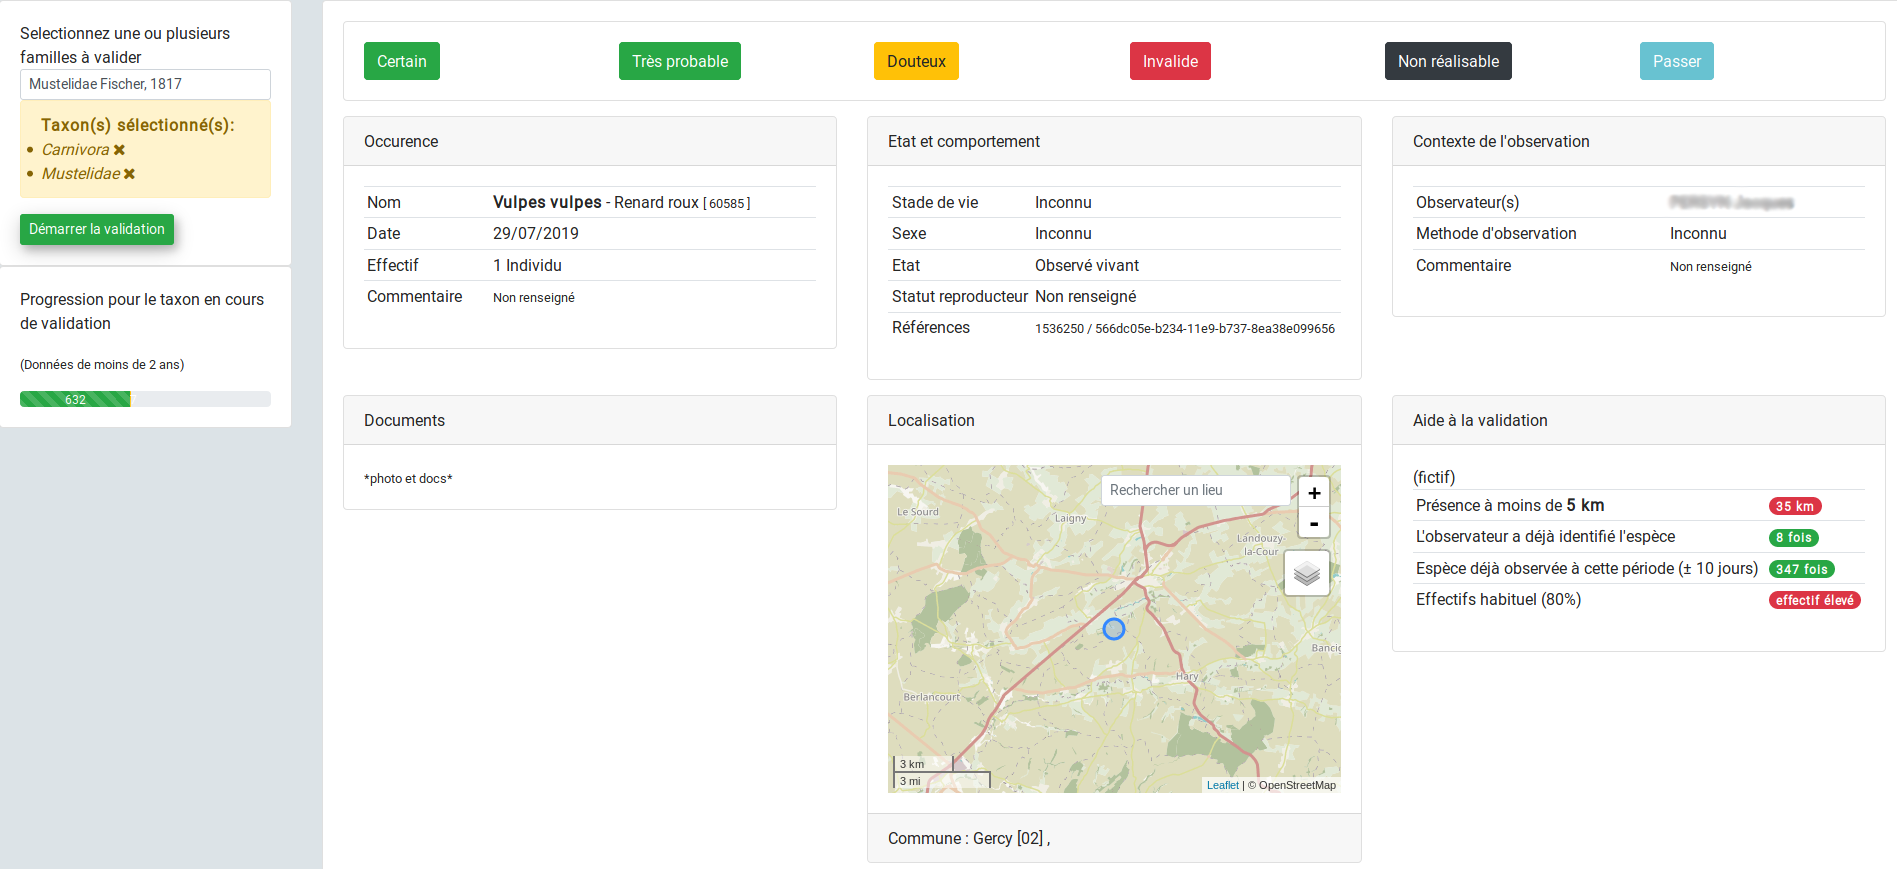 Selectionnez une ou plusieurs
familles à valider
Mustelidae Fischer, 1817
Taxon(s) sélectionné(s):
Carnivora ✖
Mustelidae ✖
Démarrer la validation
Progression pour le taxon en cours
de validation
(Données de moins de 2 ans)
632
Certain
Très probable
Douteux
Invalide
Non réalisable
Passer
Occurence
Nom Vulpes vulpes - Renard roux [ 60585 ]
Date 29/07/2019
Effectif 1 Individu
Commentaire Non renseigné
Etat et comportement
Stade de vie Inconnu
Sexe Inconnu
Etat Observé vivant
Statut reproducteur Non renseigné
Références 1536250 / 566dc05e-b234-11e9-b737-8ea38e099656
Contexte de l'observation
Observateur(s)
Methode d'observation Inconnu
Commentaire Non renseigné
Documents
*photo et docs*
Localisation
Rechercher un lieu
+
-
Le Sourd
Laigny
Landouzy
la-Cour
Hary
Bancig
Berlancourt
3 km
3 mi
Leaflet | © OpenStreetMap
Commune : Gercy [02] ,
Aide à la validation
(fictif)
Présence à moins de 5 km 35 km
L'observateur a déjà identifié l'espèce 8 fois
Espèce déjà observée à cette période (± 10 jours) 347 fois
Effectifs habituel (80%) effectif élevé